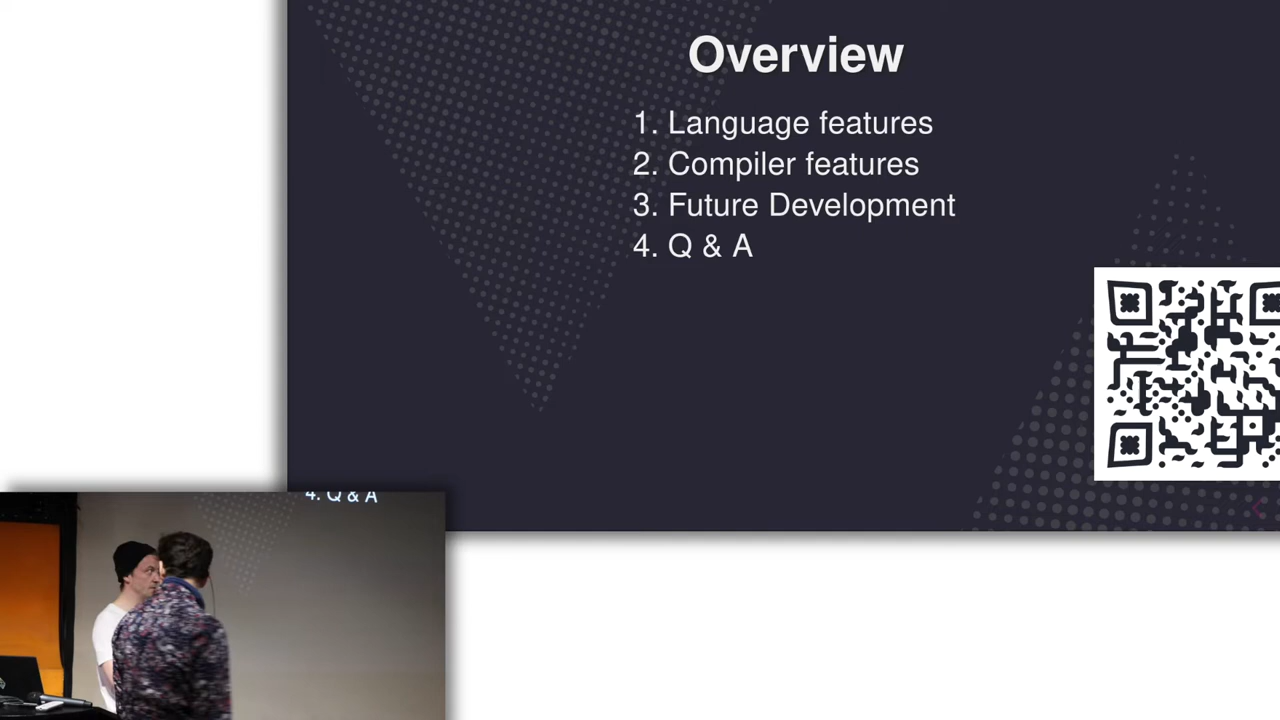 Overview
1. Language features
2. Compiler features
3. Future Development
4. Q & A
4. Q & A